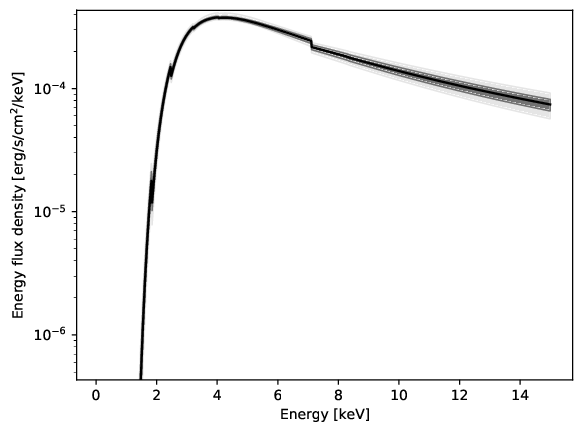 Energy flux density [erg/s/cm²/keV]
10⁻⁴
10⁻⁵
10⁻⁶
0 2 4 6 8 10 12 14
Energy [keV]